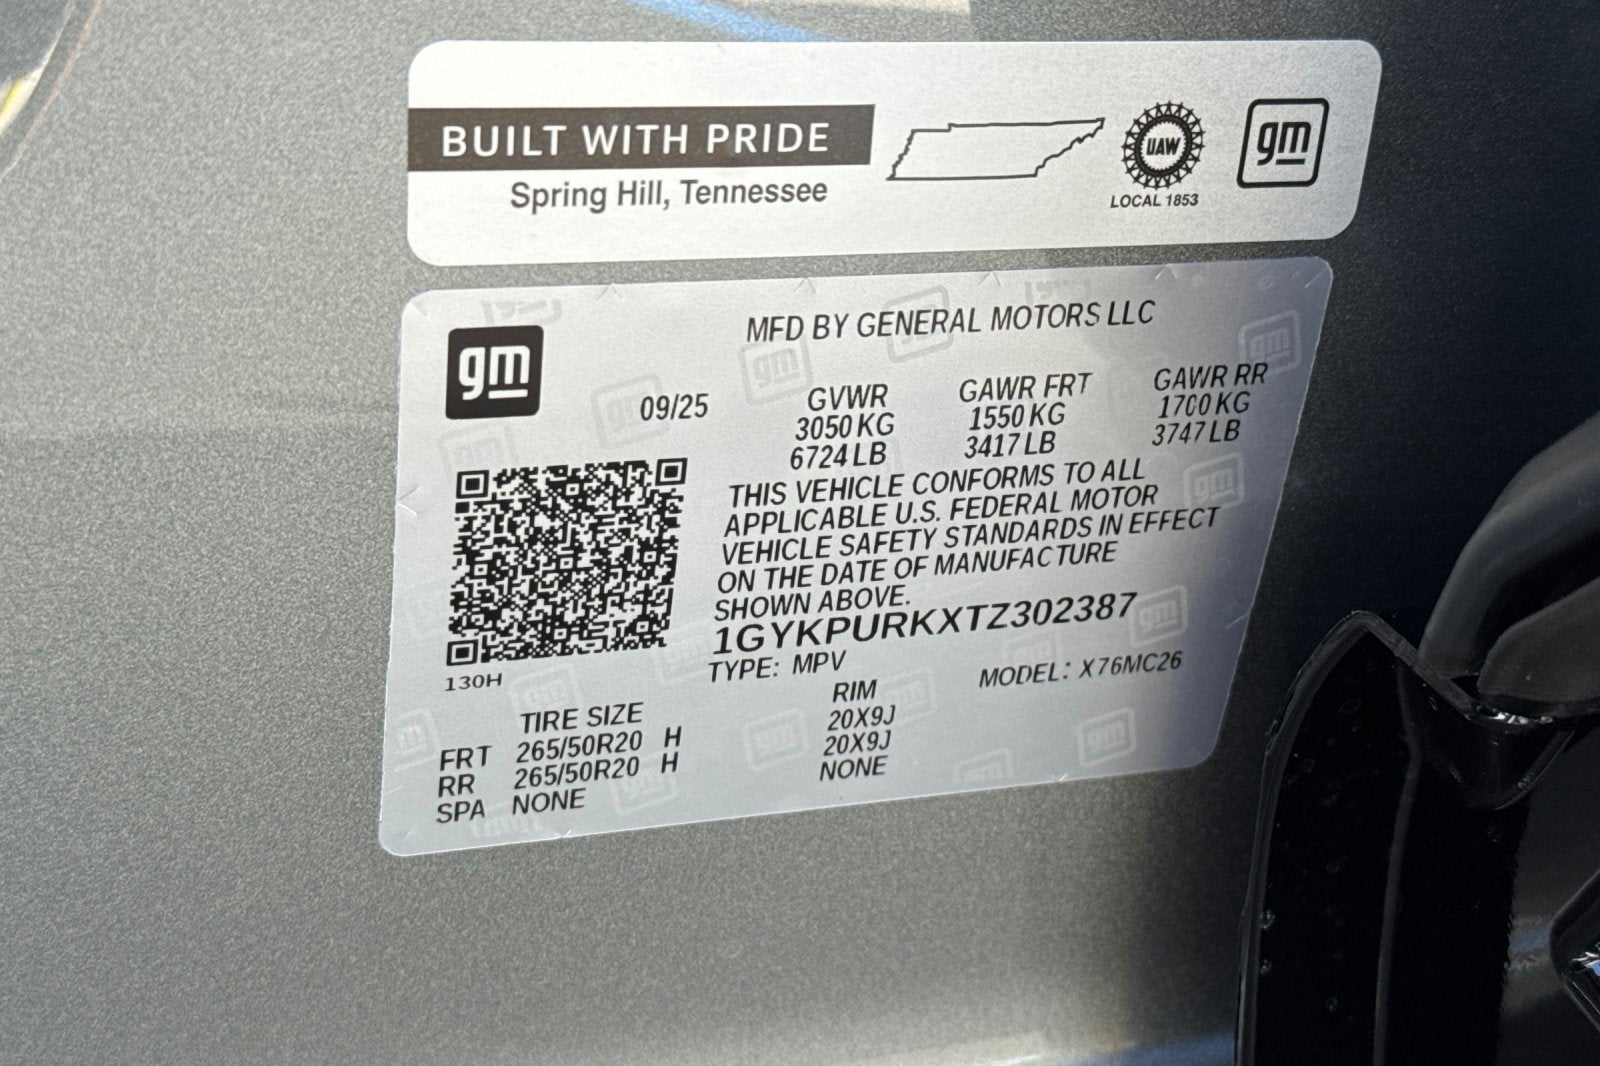 BUILT WITH PRIDE
Spring Hill, Tennessee
UAW
LOCAL 1853
gm
gm
MFD BY GENERAL MOTORS LLC
09/25
GVWR GAWR FRT GAWR RR
3050 KG 1550 KG 1700 KG
6724 LB 3417 LB 3747 LB
THIS VEHICLE CONFORMS TO ALL
APPLICABLE U.S. FEDERAL MOTOR
VEHICLE SAFETY STANDARDS IN EFFECT
ON THE DATE OF MANUFACTURE
SHOWN ABOVE.
1GYKPURKXTZ302387
TYPE: MPV MODEL: X76MC26
130H
TIRE SIZE RIM
FRT 265/50R20 H 20X9J
RR 265/50R20 H 20X9J
SPA NONE NONE